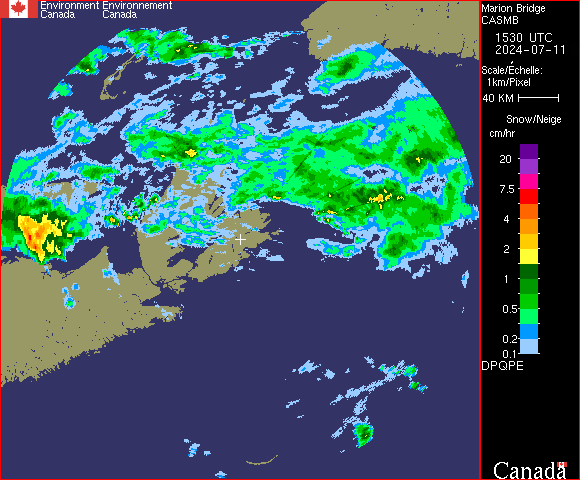 Environment Environnement
Canada Canada
Marion Bridge
CASMB
1530 UTC
2024-07-11
Scale/Échelle:
1km/Pixel
40 KM
Snow/Neige
cm/hr
20
7.5
4
2
1
0.5
0.2
0.1
DPQPE
Canada